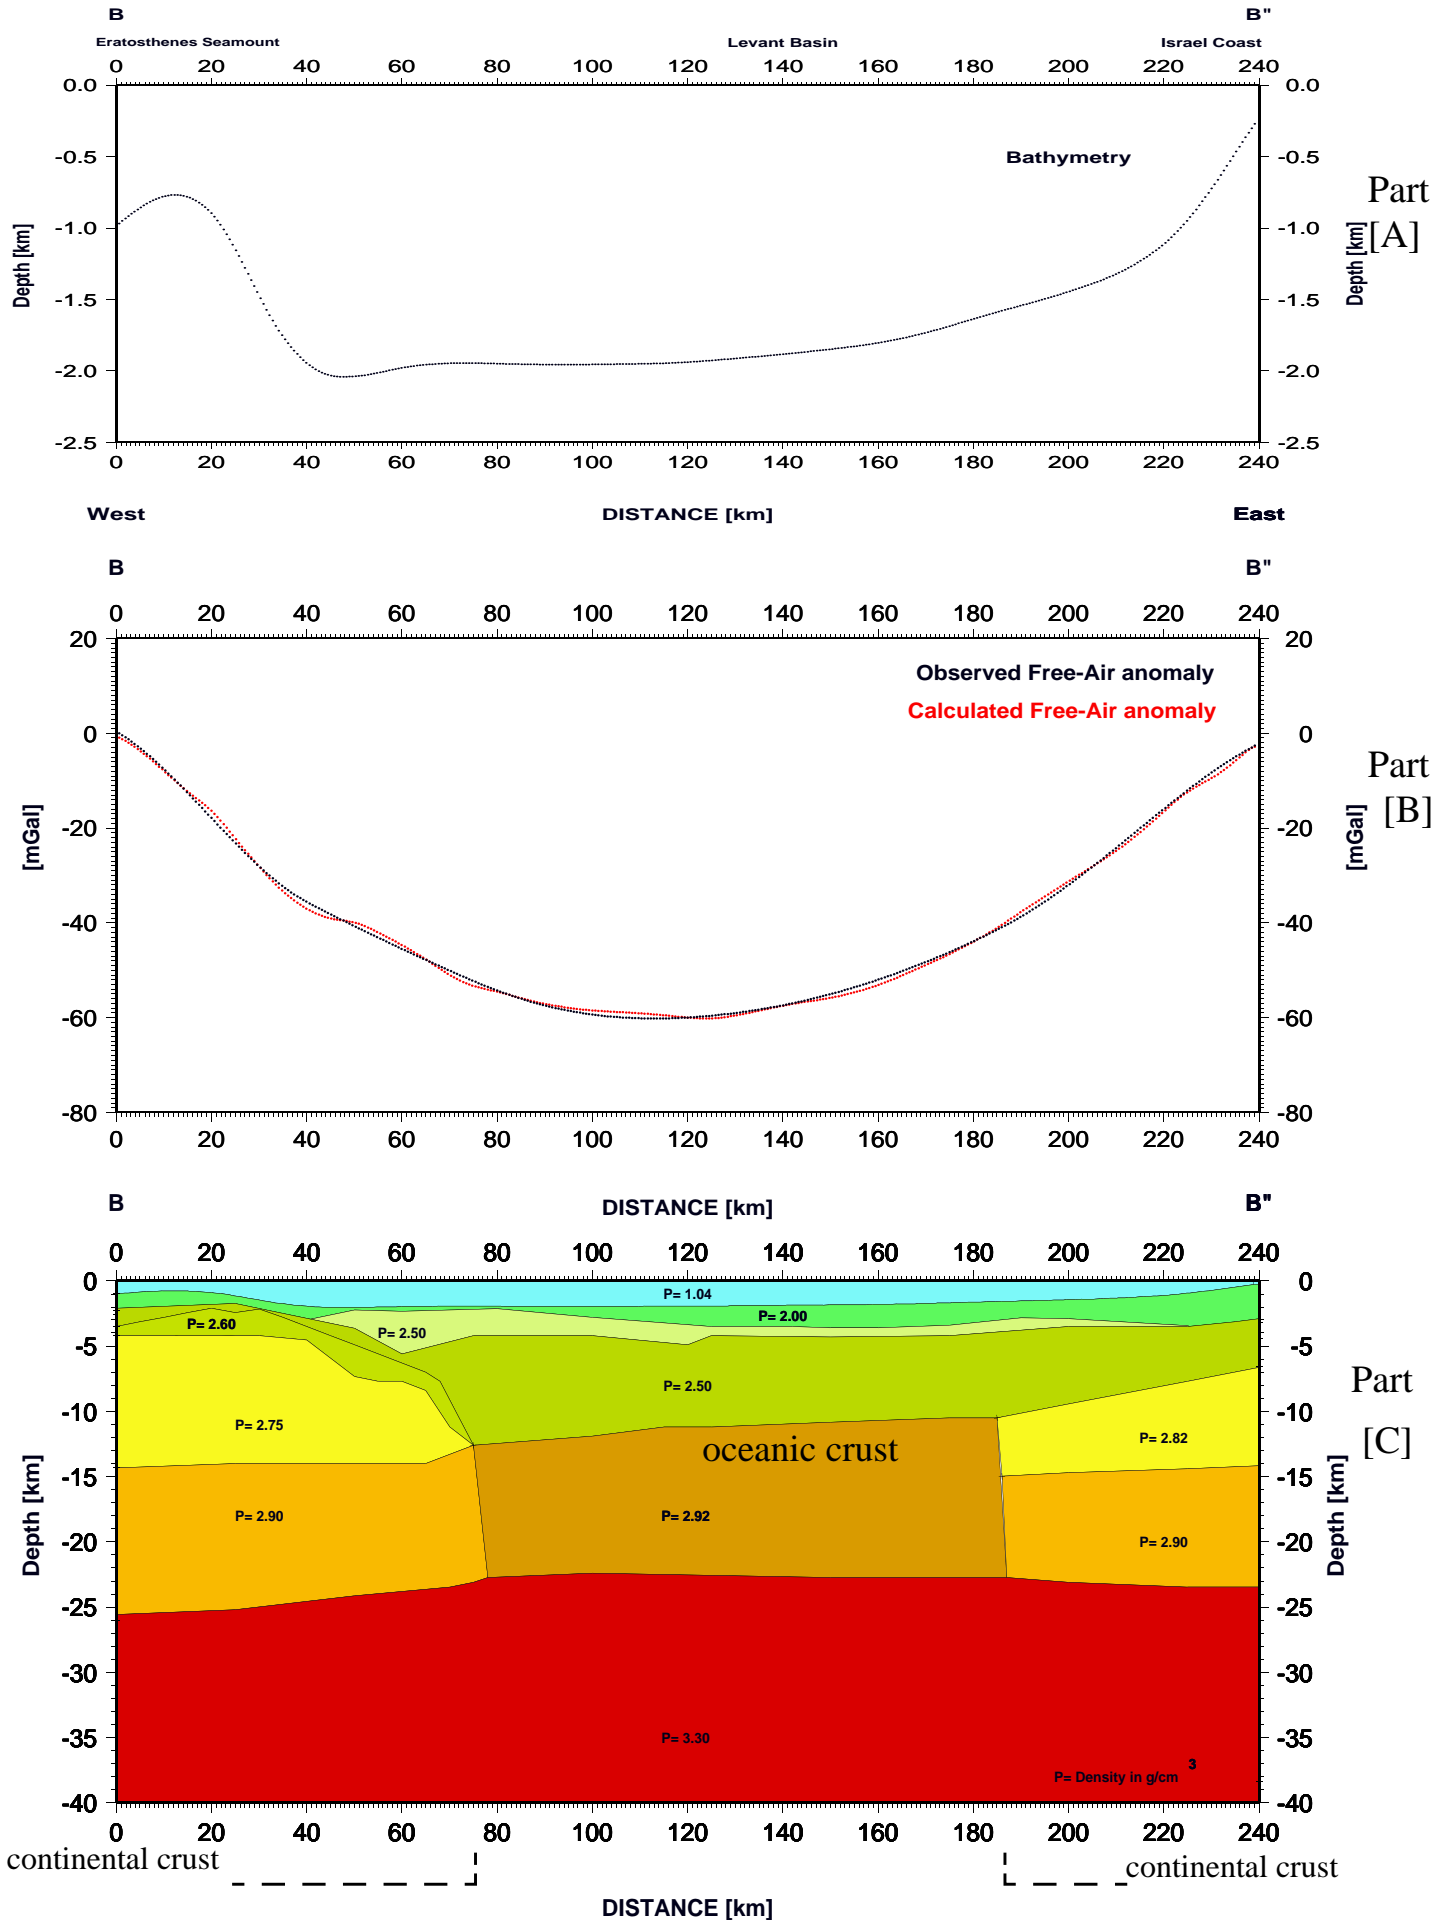 B B"
Eratosthenes Seamount Levant Basin Israel Coast
0 20 40 60 80 100 120 140 160 180 200 220 240
0.0 0.0
-0.5 Bathymetry -0.5
Part
[A]
-1.0 -1.0
Depth [km] Depth [km]
-1.5 -1.5
-2.0 -2.0
-2.5 -2.5
0 20 40 60 80 100 120 140 160 180 200 220 240
West DISTANCE [km] East
B B"
0 20 40 60 80 100 120 140 160 180 200 220 240
20 20
Observed Free-Air anomaly
Calculated Free-Air anomaly
0 0
Part
[B]
-20 -20
[mGal] [mGal]
-40 -40
-60 -60
-80 -80
0 20 40 60 80 100 120 140 160 180 200 220 240
B DISTANCE [km] B"
0 20 40 60 80 100 120 140 160 180 200 220 240
0 0
P= 1.04
P= 2.00
P= 2.60
P= 2.50
-5 -5
P= 2.50
Part
[C]
-10 -10
P= 2.75
oceanic crust
P= 2.82
-15 -15
Depth [km] Depth [km]
P= 2.90 P= 2.92
-20 -20
P= 2.90
-25 -25
-30 -30
-35 -35
P= 3.30
P= Density in g/cm 3
-40 -40
0 20 40 60 80 100 120 140 160 180 200 220 240
continental crust continental crust
DISTANCE [km]